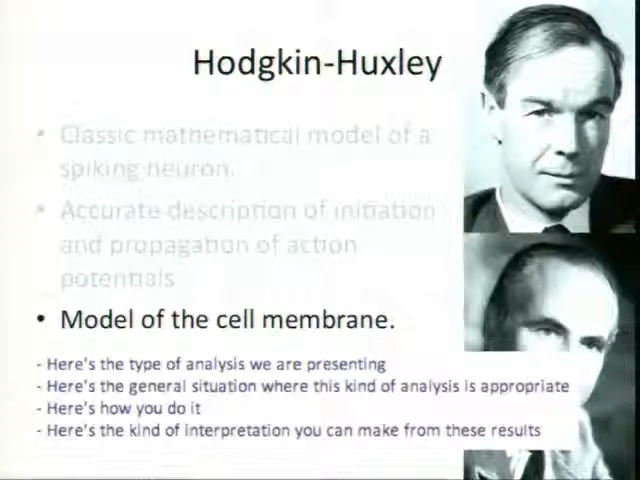 Hodgkin-Huxley
• Classic mathematical model of a
spiking neuron.
• Accurate description of initiation
and propagation of action
potentials
• Model of the cell membrane.
- Here's the type of analysis we are presenting
- Here's the general situation where this kind of analysis is appropriate
- Here's how you do it
- Here's the kind of interpretation you can make from these results